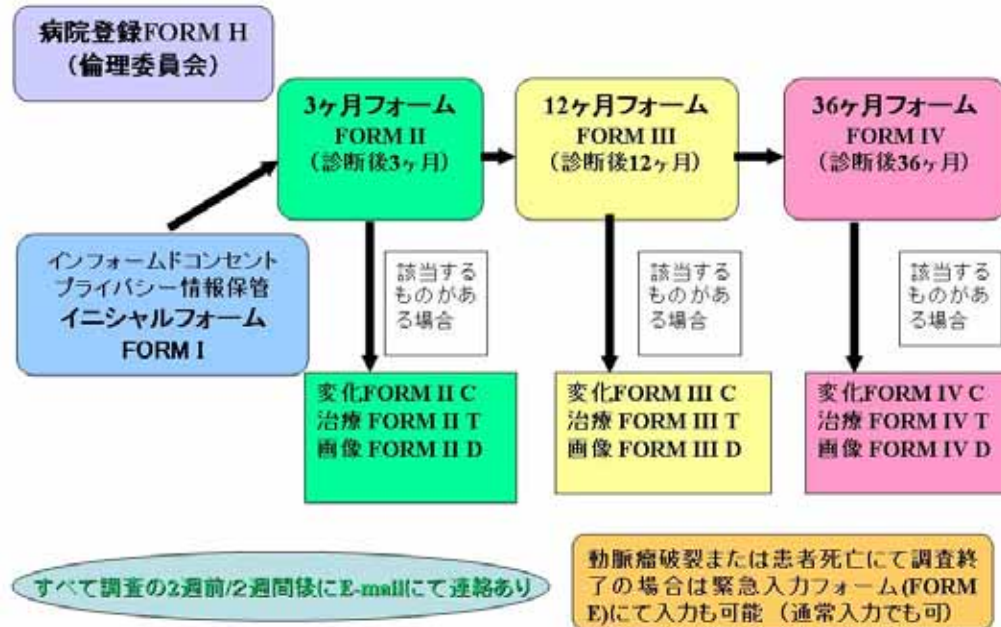 病院登録FORM H
(倫理委員会)
3ヶ月フォーム
FORM II
(診断後3ヶ月)
12ヶ月フォーム
FORM III
(診断後12ヶ月)
36ヶ月フォーム
FORM IV
(診断後36ヶ月)
インフォームドコンセント
プライバシー情報保管
イニシャルフォーム
FORM I
該当する
ものがあ
る場合
該当する
ものがあ
る場合
該当する
ものがあ
る場合
変化FORM II C
治療 FORM II T
画像 FORM II D
変化FORM III C
治療 FORM III T
画像 FORM III D
変化FORM IV C
治療 FORM IV T
画像 FORM IV D
すべて調査の2週前/2週間後にE-mailにて連絡あり
動脈瘤破裂または患者死亡にて調査終
了の場合は緊急入力フォーム(FORM
E)にて入力も可能 (通常入力でも可)